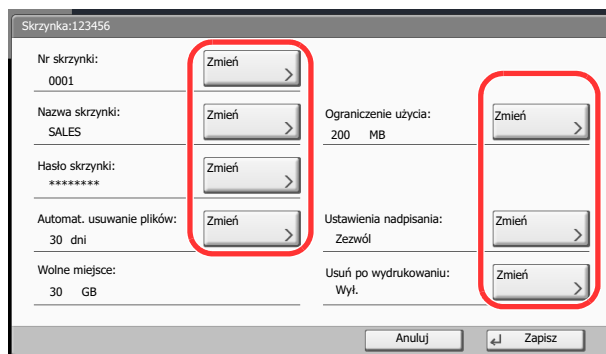 Skrzynka:123456
Nr skrzynki:
0001
Zmień
Nazwa skrzynki:
SALES
Zmień
Ograniczenie użycia:
200 MB
Zmień
Hasło skrzynki:
********
Zmień
Automat. usuwanie plików:
30 dni
Zmień
Ustawienia nadpisania:
Zezwól
Zmień
Wolne miejsce:
30 GB
Usuń po wydrukowaniu:
Wył.
Zmień
Anuluj
Zapisz